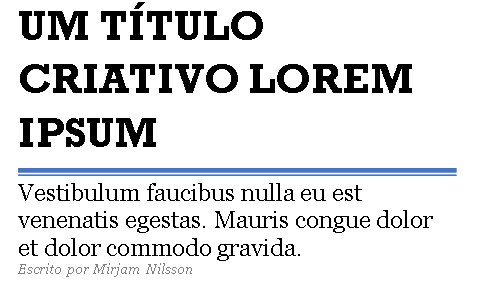 UM TÍTULO
CRIATIVO LOREM
IPSUM
Vestibulum faucibus nulla eu est
venenatis egestas. Mauris congue dolor
et dolor commodo gravida.
Escrito por Mirjam Nilsson